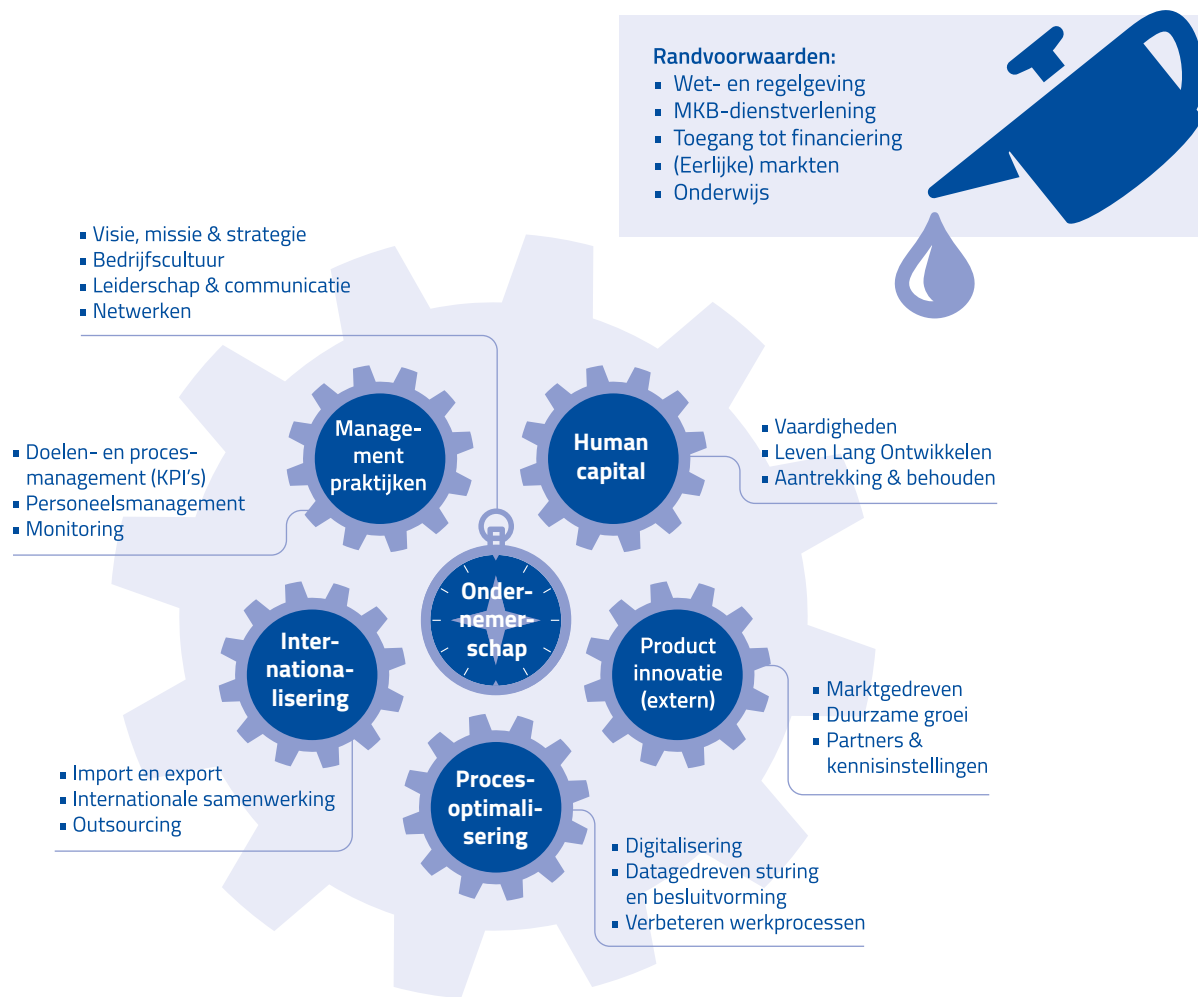 Randvoorwaarden:
▪ Wet- en regelgeving
▪ MKB-dienstverlening
▪ Toegang tot financiering
▪ (Eerlijke) markten
▪ Onderwijs
▪ Visie, missie & strategie
▪ Bedrijfscultuur
▪ Leiderschap & communicatie
▪ Netwerken
Manage-
ment
praktijken
Human
capital
▪ Doelen- en proces-
management (KPI's)
▪ Personeelsmanagement
▪ Monitoring
▪ Vaardigheden
▪ Leven Lang Ontwikkelen
▪ Aantrekking & behouden
Onder-
nemer-
schap
Inter-
nationa-
lisering
Product
innovatie
(extern)
▪ Marktgedreven
▪ Duurzame groei
▪ Partners &
kennisinstellingen
▪ Import en export
▪ Internationale samenwerking
▪ Outsourcing
Proces-
optimali-
sering
▪ Digitalisering
▪ Datagedreven sturing
en besluitvorming
▪ Verbeteren werkprocessen